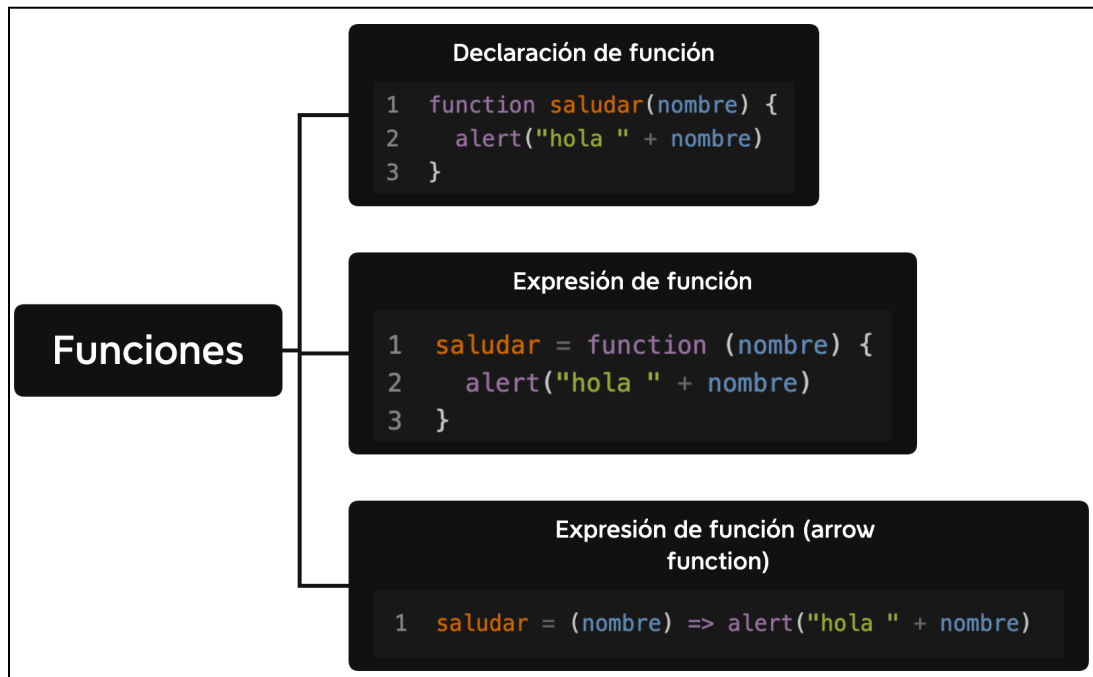 Funciones
Declaración de función
1 function saludar(nombre) {
2   alert("hola " + nombre)
3 }
Expresión de función
1 saludar = function (nombre) {
2   alert("hola " + nombre)
3 }
Expresión de función (arrow
function)
1 saludar = (nombre) => alert("hola " + nombre)